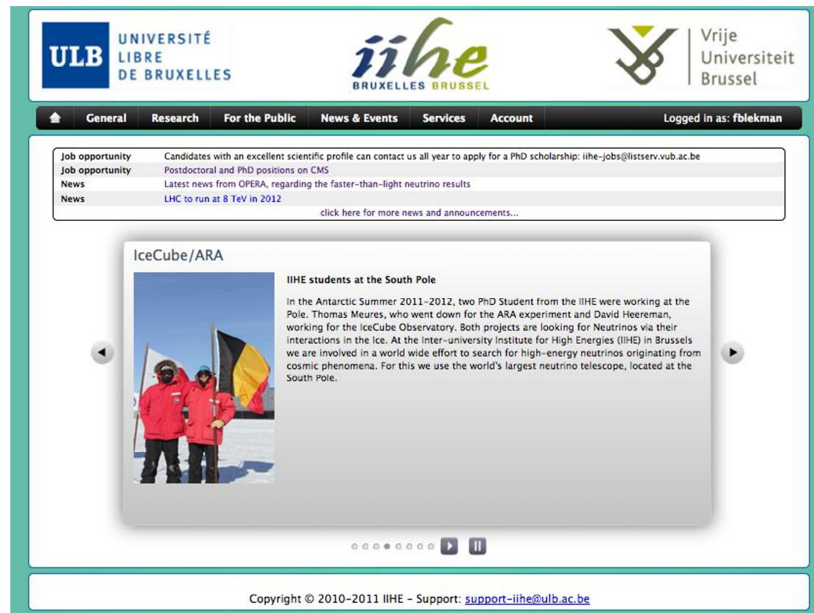 ULB UNIVERSITÉ
LIBRE
DE BRUXELLES
iihe
BRUXELLES BRUSSEL
Vrije
Universiteit
Brussel
General Research For the Public News & Events Services Account Logged in as: fblekman
Job opportunity Candidates with an excellent scientific profile can contact us all year to apply for a PhD scholarship: iihe-jobs@listserv.vub.ac.be
Job opportunity Postdoctoral and PhD positions on CMS
News Latest news from OPERA, regarding the faster-than-light neutrino results
News LHC to run at 8 TeV in 2012
click here for more news and announcements...
IceCube/ARA
IIHE students at the South Pole
In the Antarctic Summer 2011-2012, two PhD Student from the IIHE were working at the
Pole. Thomas Meures, who went down for the ARA experiment and David Heereman,
working for the IceCube Observatory. Both projects are looking for Neutrinos via their
interactions in the Ice. At the Inter-university Institute for High Energies (IIHE) in Brussels
we are involved in a world wide effort to search for high-energy neutrinos originating from
cosmic phenomena. For this we use the world's largest neutrino telescope, located at the
South Pole.
Copyright © 2010-2011 IIHE - Support: support-iihe@ulb.ac.be